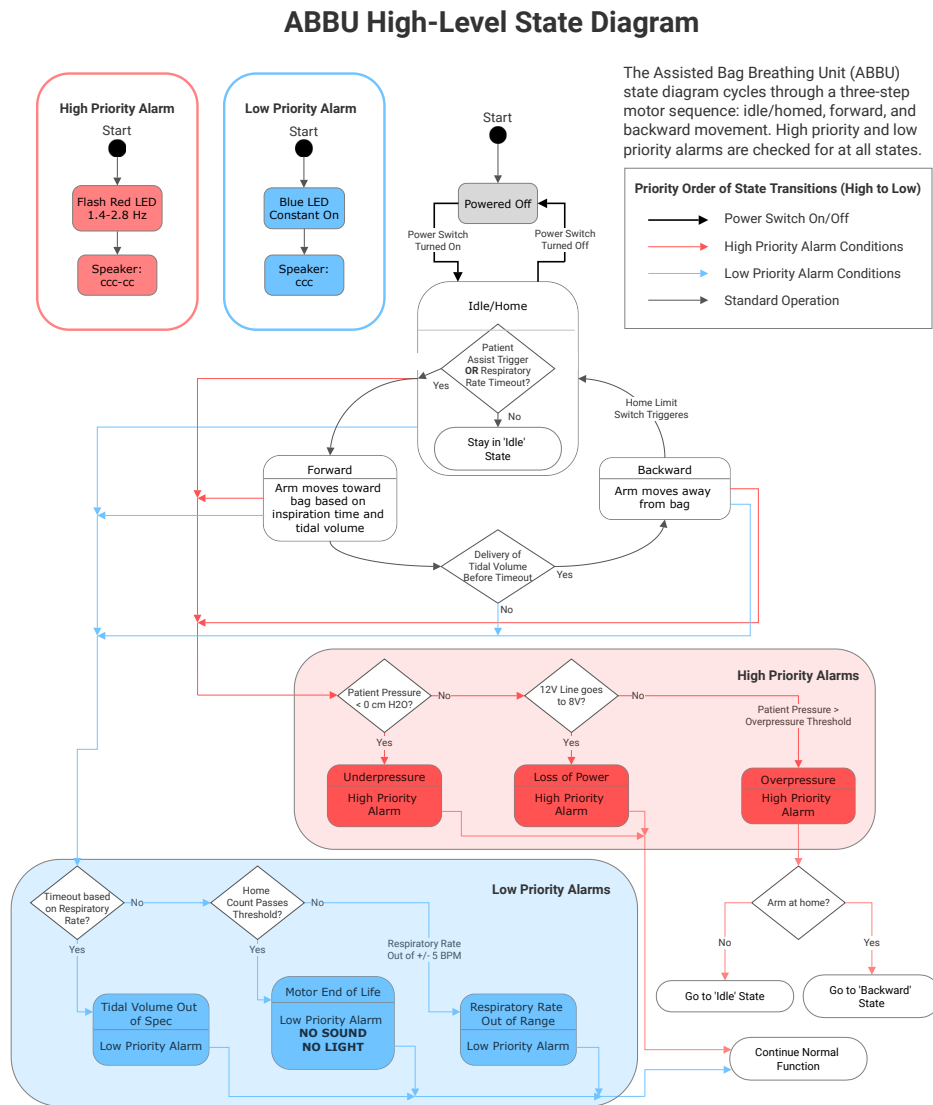 ABBU High-Level State Diagram
High Priority Alarm
Start
Flash Red LED
1.4-2.8 Hz
Speaker:
ccc-cc
Low Priority Alarm
Start
Blue LED
Constant On
Speaker:
ccc
Start
Powered Off
Power Switch
Turned On
Power Switch
Turned Off
The Assisted Bag Breathing Unit (ABBU)
state diagram cycles through a three-step
motor sequence: idle/homed, forward, and
backward movement. High priority and low
priority alarms are checked for at all states.
Priority Order of State Transitions (High to Low)
Power Switch On/Off
High Priority Alarm Conditions
Low Priority Alarm Conditions
Standard Operation
Idle/Home
Patient
Assist Trigger
OR Respiratory
Rate Timeout?
Yes
No
Stay in 'Idle'
State
Home Limit
Switch Triggeres
Forward
Arm moves toward
bag based on
inspiration time and
tidal volume
Backward
Arm moves away
from bag
Delivery of
Tidal Volume
Before Timeout
Yes
No
High Priority Alarms
Patient Pressure
< 0 cm H2O?
No
12V Line goes
to 8V?
No
Patient Pressure >
Overpressure Threshold
Yes
Yes
Underpressure
High Priority
Alarm
Loss of Power
High Priority
Alarm
Overpressure
High Priority
Alarm
Low Priority Alarms
Timeout based
on Respiratory
Rate?
No
Home
Count Passes
Threshold?
No
Respiratory Rate
Out of +/- 5 BPM
Yes
Yes
Tidal Volume Out
of Spec
Low Priority Alarm
Motor End of Life
Low Priority Alarm
NO SOUND
NO LIGHT
Respiratory Rate
Out of Range
Low Priority Alarm
Arm at home?
No
Yes
Go to 'Idle' State
Go to 'Backward'
State
Continue Normal
Function